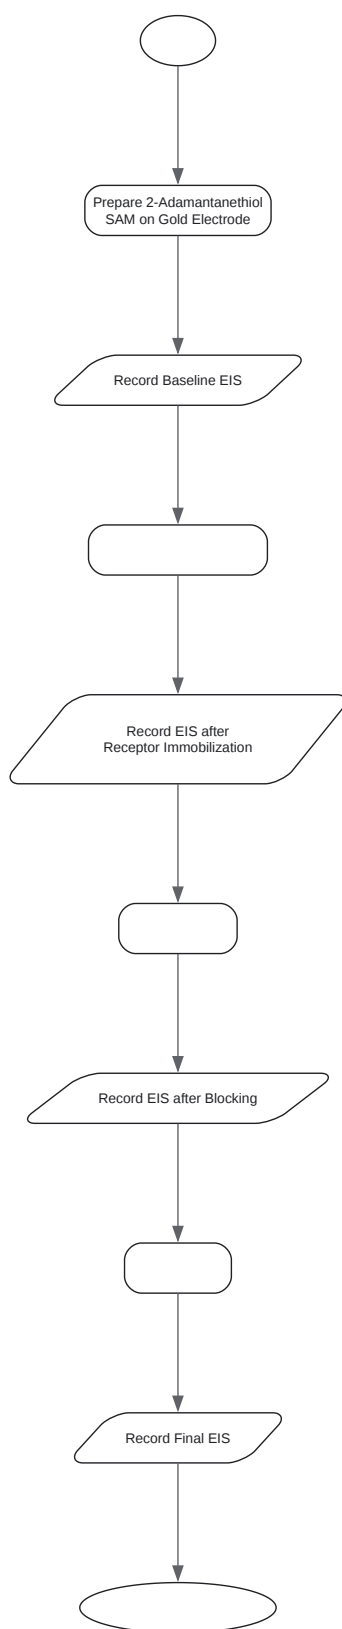 Prepare 2-Adamantanethiol
SAM on Gold Electrode
Record Baseline EIS
Record EIS after
Receptor Immobilization
Record EIS after Blocking
Record Final EIS